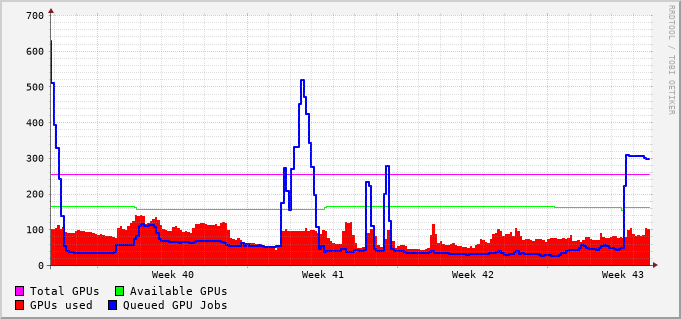 700
600
500
400
300
200
100
0
Week 40 Week 41 Week 42 Week 43
Total GPUs Available GPUs
GPUs used Queued GPU Jobs
RRDTOOL / TOBI OETIKER